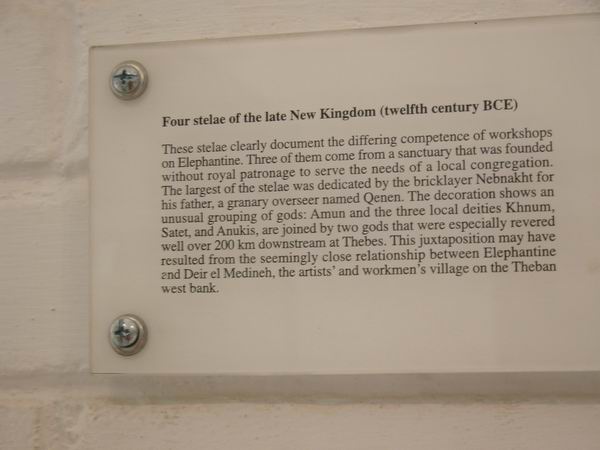 Four stelae of the late New Kingdom (twelfth century BCE)
These stelae clearly document the differing competence of workshops
on Elephantine. Three of them come from a sanctuary that was founded
without royal patronage to serve the needs of a local congregation.
The largest of the stelae was dedicated by the bricklayer Nebnakht for
his father, a granary overseer named Qenen. The decoration shows an
unusual grouping of gods: Amun and the three local deities Khnum,
Satet, and Anukis, are joined by two gods that were especially revered
well over 200 km downstream at Thebes. This juxtaposition may have
resulted from the seemingly close relationship between Elephantine
and Deir el Medineh, the artists' and workmen's village on the Theban
west bank.